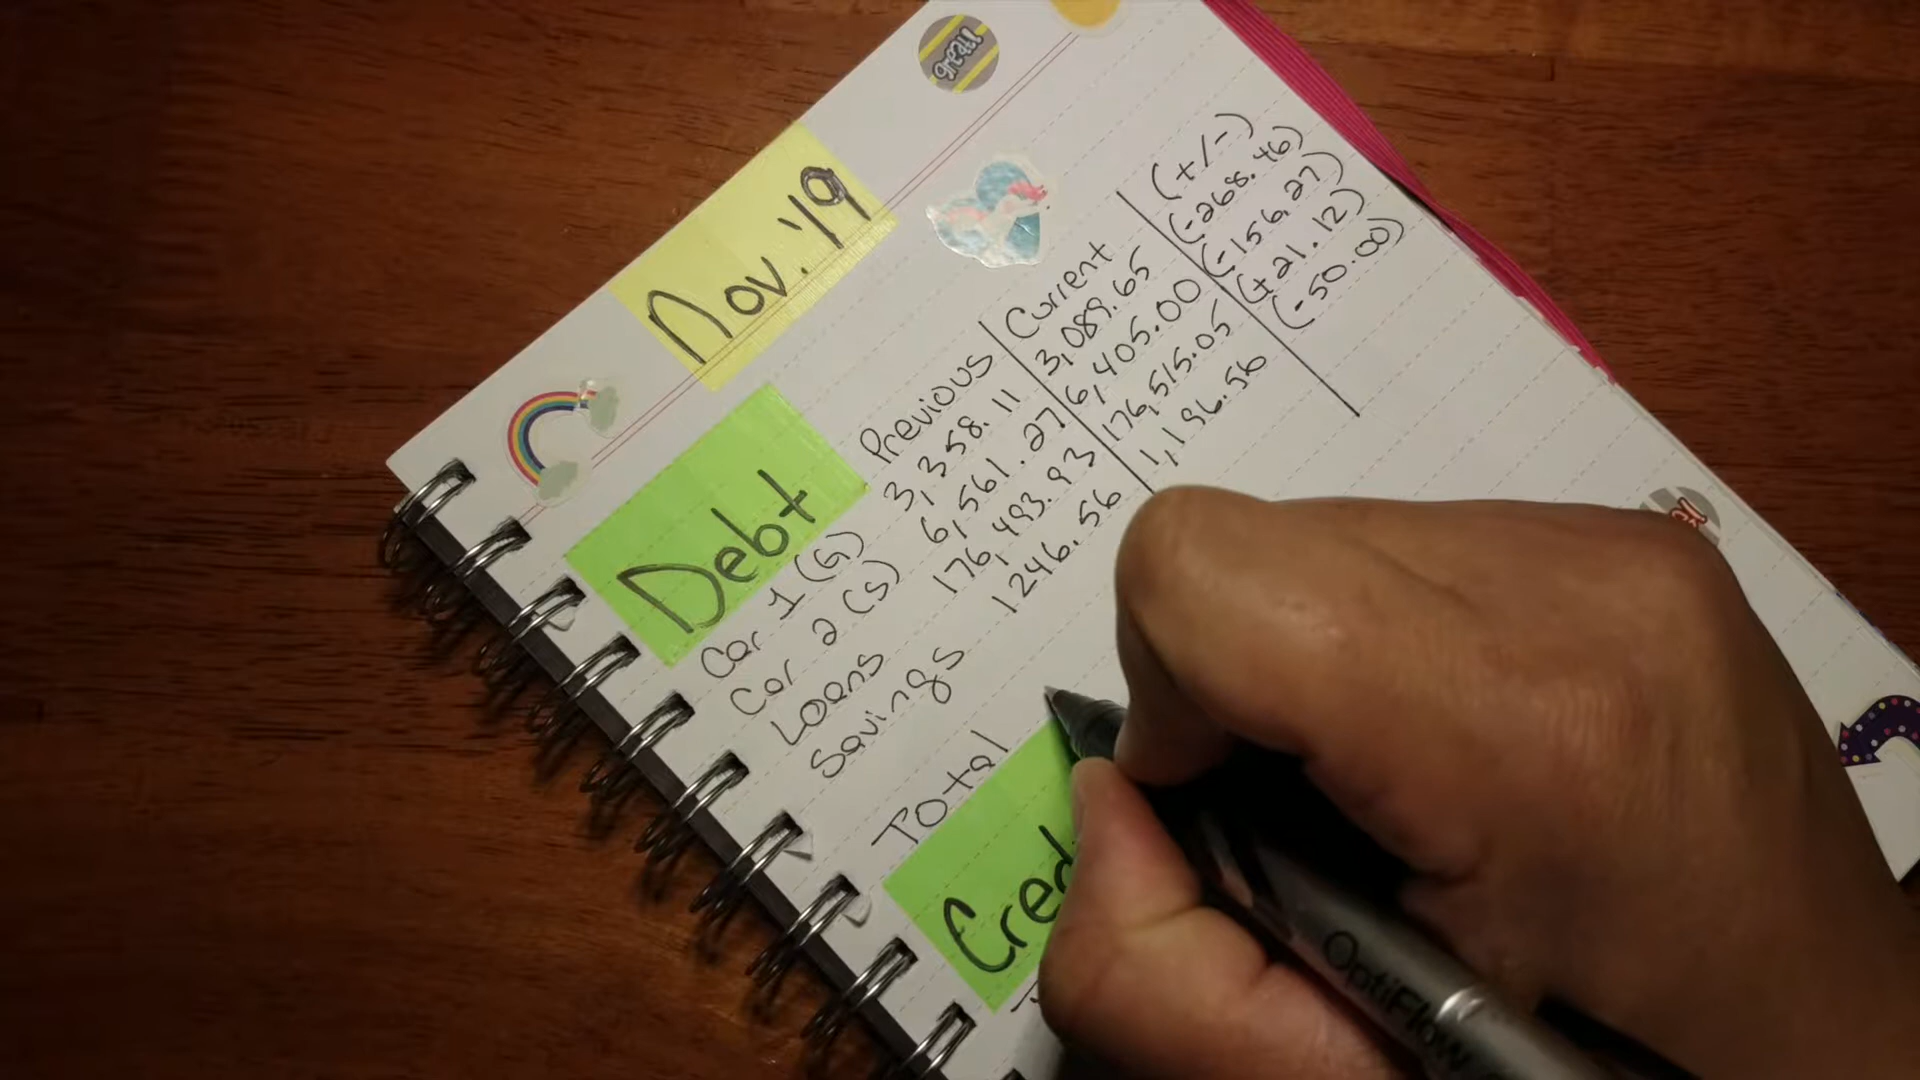 great!
Nov. '19
Debt
Previous Current (+/-)
Car 1 (G) 3,358.11 3,089.65 (-268.46)
Car 2 (S) 6,561.27 6,405.00 (-156.27)
Loans 176,493.93 176,515.05 (+21.12)
Savings 1246.56 1,196.56 (-50.00)
Total
Cred
OptiFlow